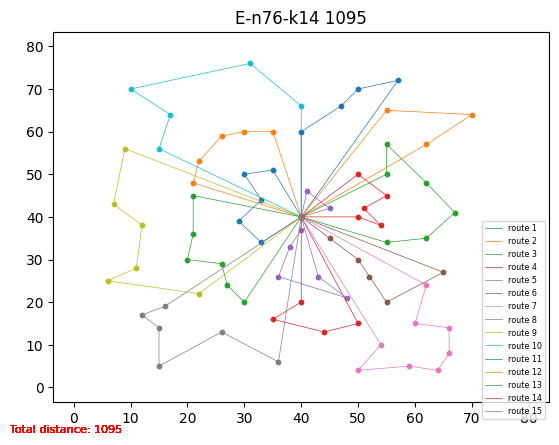 E-n76-k14 1095
80
70
60
50
40
30
20
10
0
route 1
route 2
route 3
route 4
route 5
route 6
route 7
route 8
route 9
route 10
route 11
route 12
route 13
route 14
route 15
0 10 20 30 40 50 60 70 80
Total distance: 1095